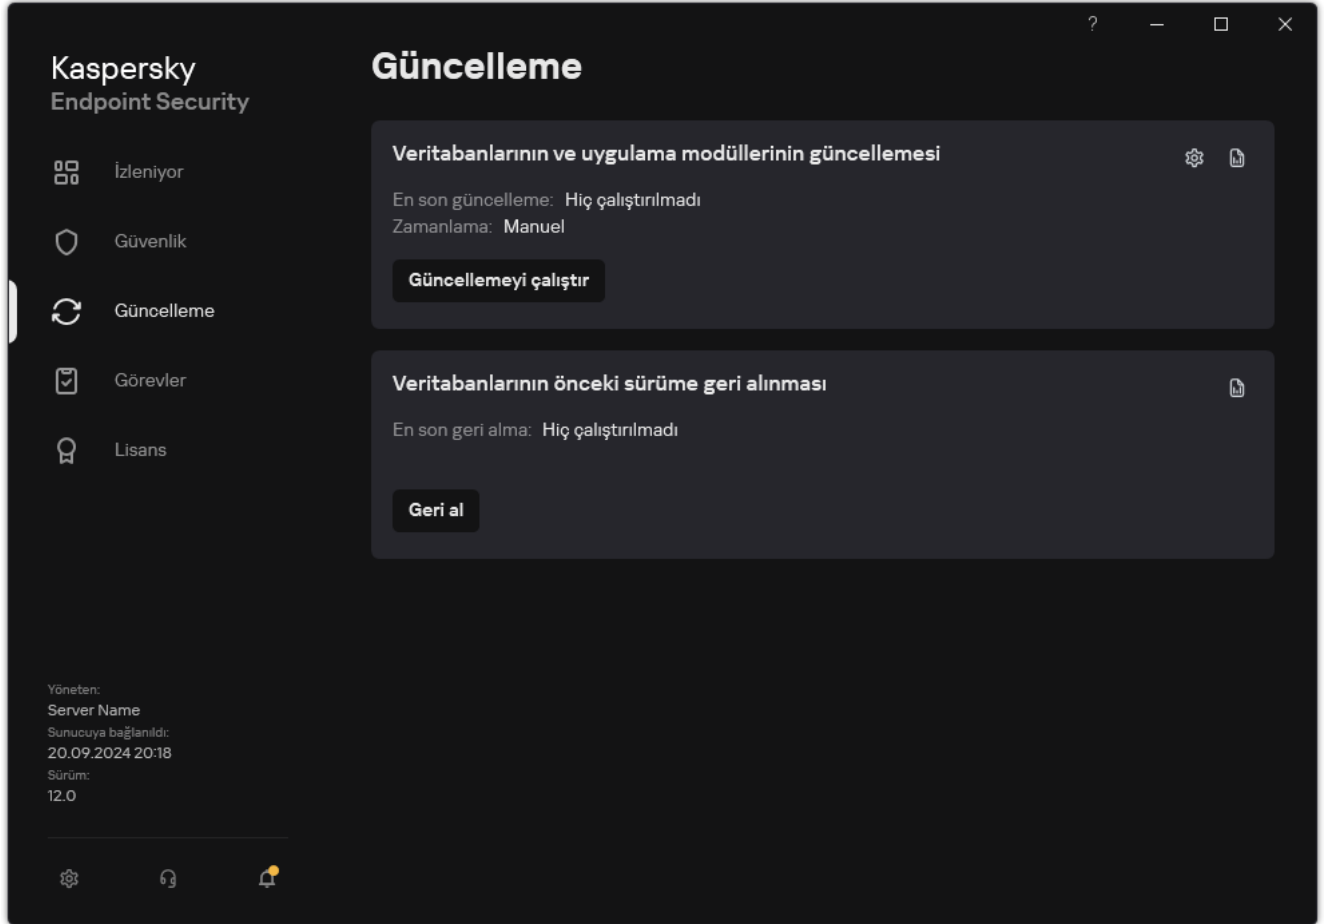 ?
Kaspersky
Endpoint Security
İzleniyor
Güvenlik
Güncelleme
Görevler
Lisans
Yöneten:
Server Name
Sunucuya bağlanıldı:
20.09.2024 20:18
Sürüm:
12.0
Güncelleme
Veritabanlarının ve uygulama modüllerinin güncellemesi
En son güncelleme: Hiç çalıştırılmadı
Zamanlama: Manuel
Güncellemeyi çalıştır
Veritabanlarının önceki sürüme geri alınması
En son geri alma: Hiç çalıştırılmadı
Geri al